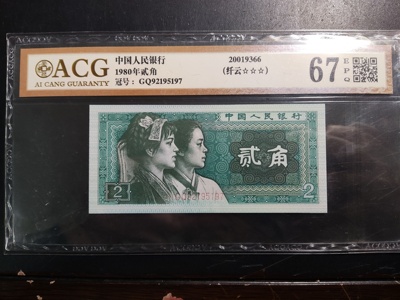 ACG
AI CANG GUARANTY
中国人民银行
1980年贰角
冠号：GQ92195197
20019366
(纤云☆☆☆)
67 EPQ
中国人民银行
贰角
2
2
GQ92195197